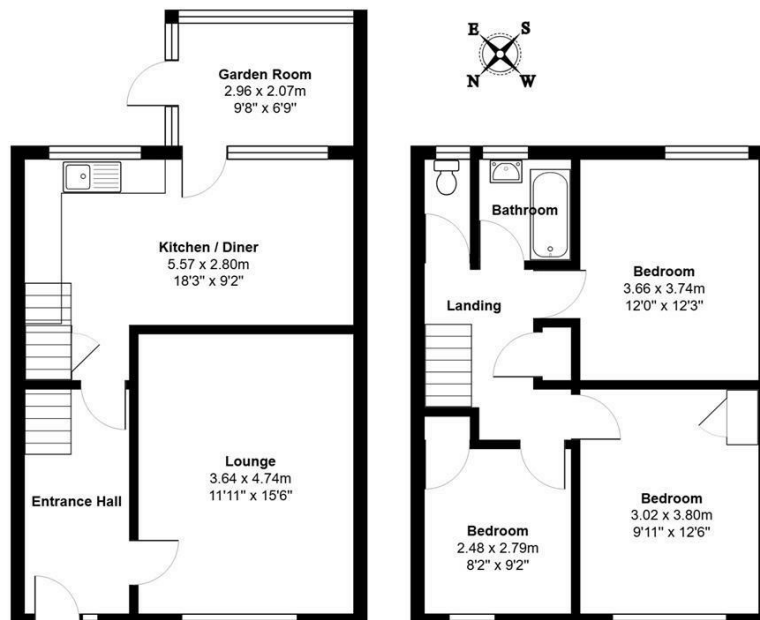 E S
N W
Garden Room
2.96 x 2.07m
9'8" x 6'9"
Kitchen / Diner
5.57 x 2.80m
18'3" x 9'2"
Lounge
3.64 x 4.74m
11'11" x 15'6"
Entrance Hall
Bathroom
Bedroom
3.66 x 3.74m
12'0" x 12'3"
Landing
Bedroom
3.02 x 3.80m
9'11" x 12'6"
Bedroom
2.48 x 2.79m
8'2" x 9'2"